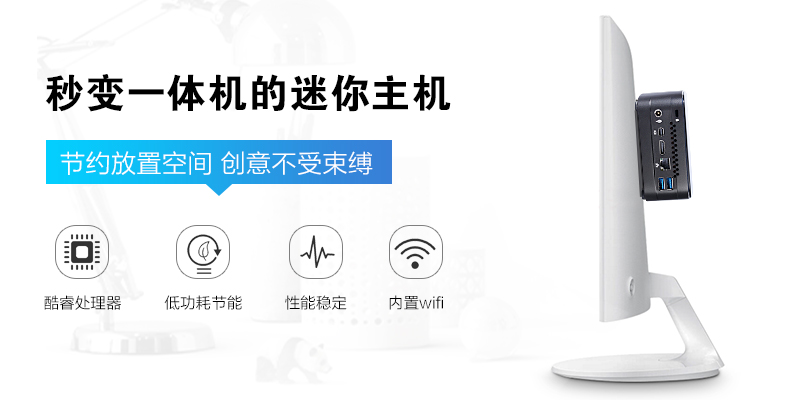 秒变一体机的迷你主机
节约放置空间 创意不受束缚
酷睿处理器
低功耗节能
性能稳定
内置wifi